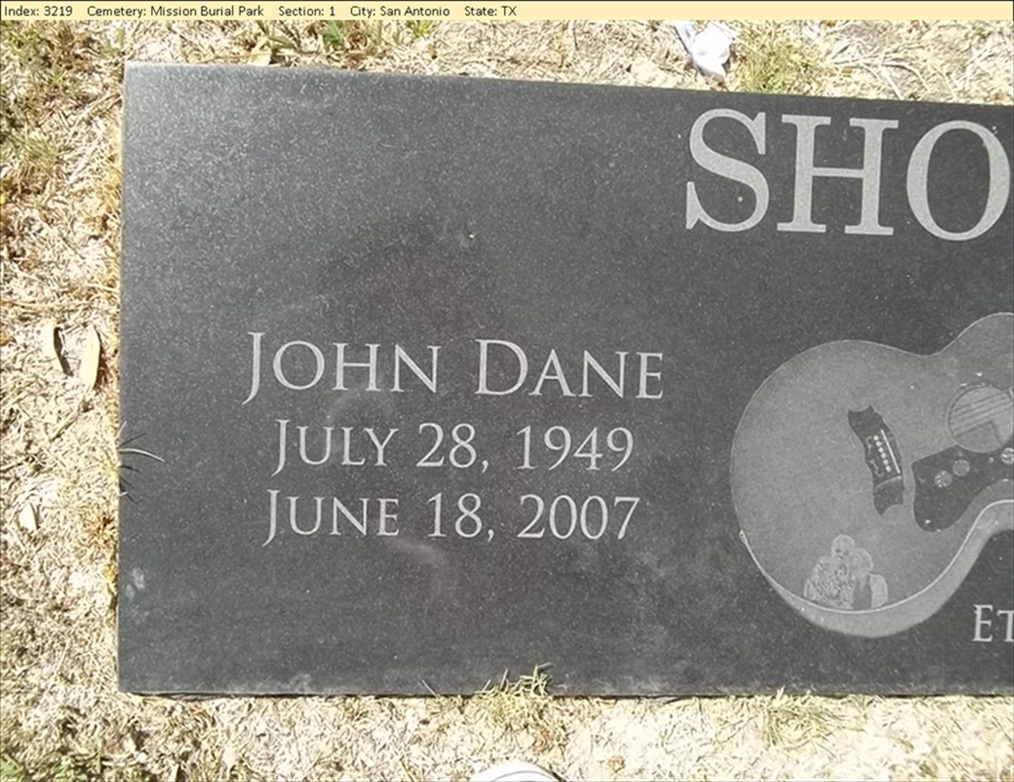 Index: 3219 Cemetery: Mission Burial Park Section: 1 City: San Antonio State: TX
SHO
JOHN DANE
JULY 28, 1949
JUNE 18, 2007
ET